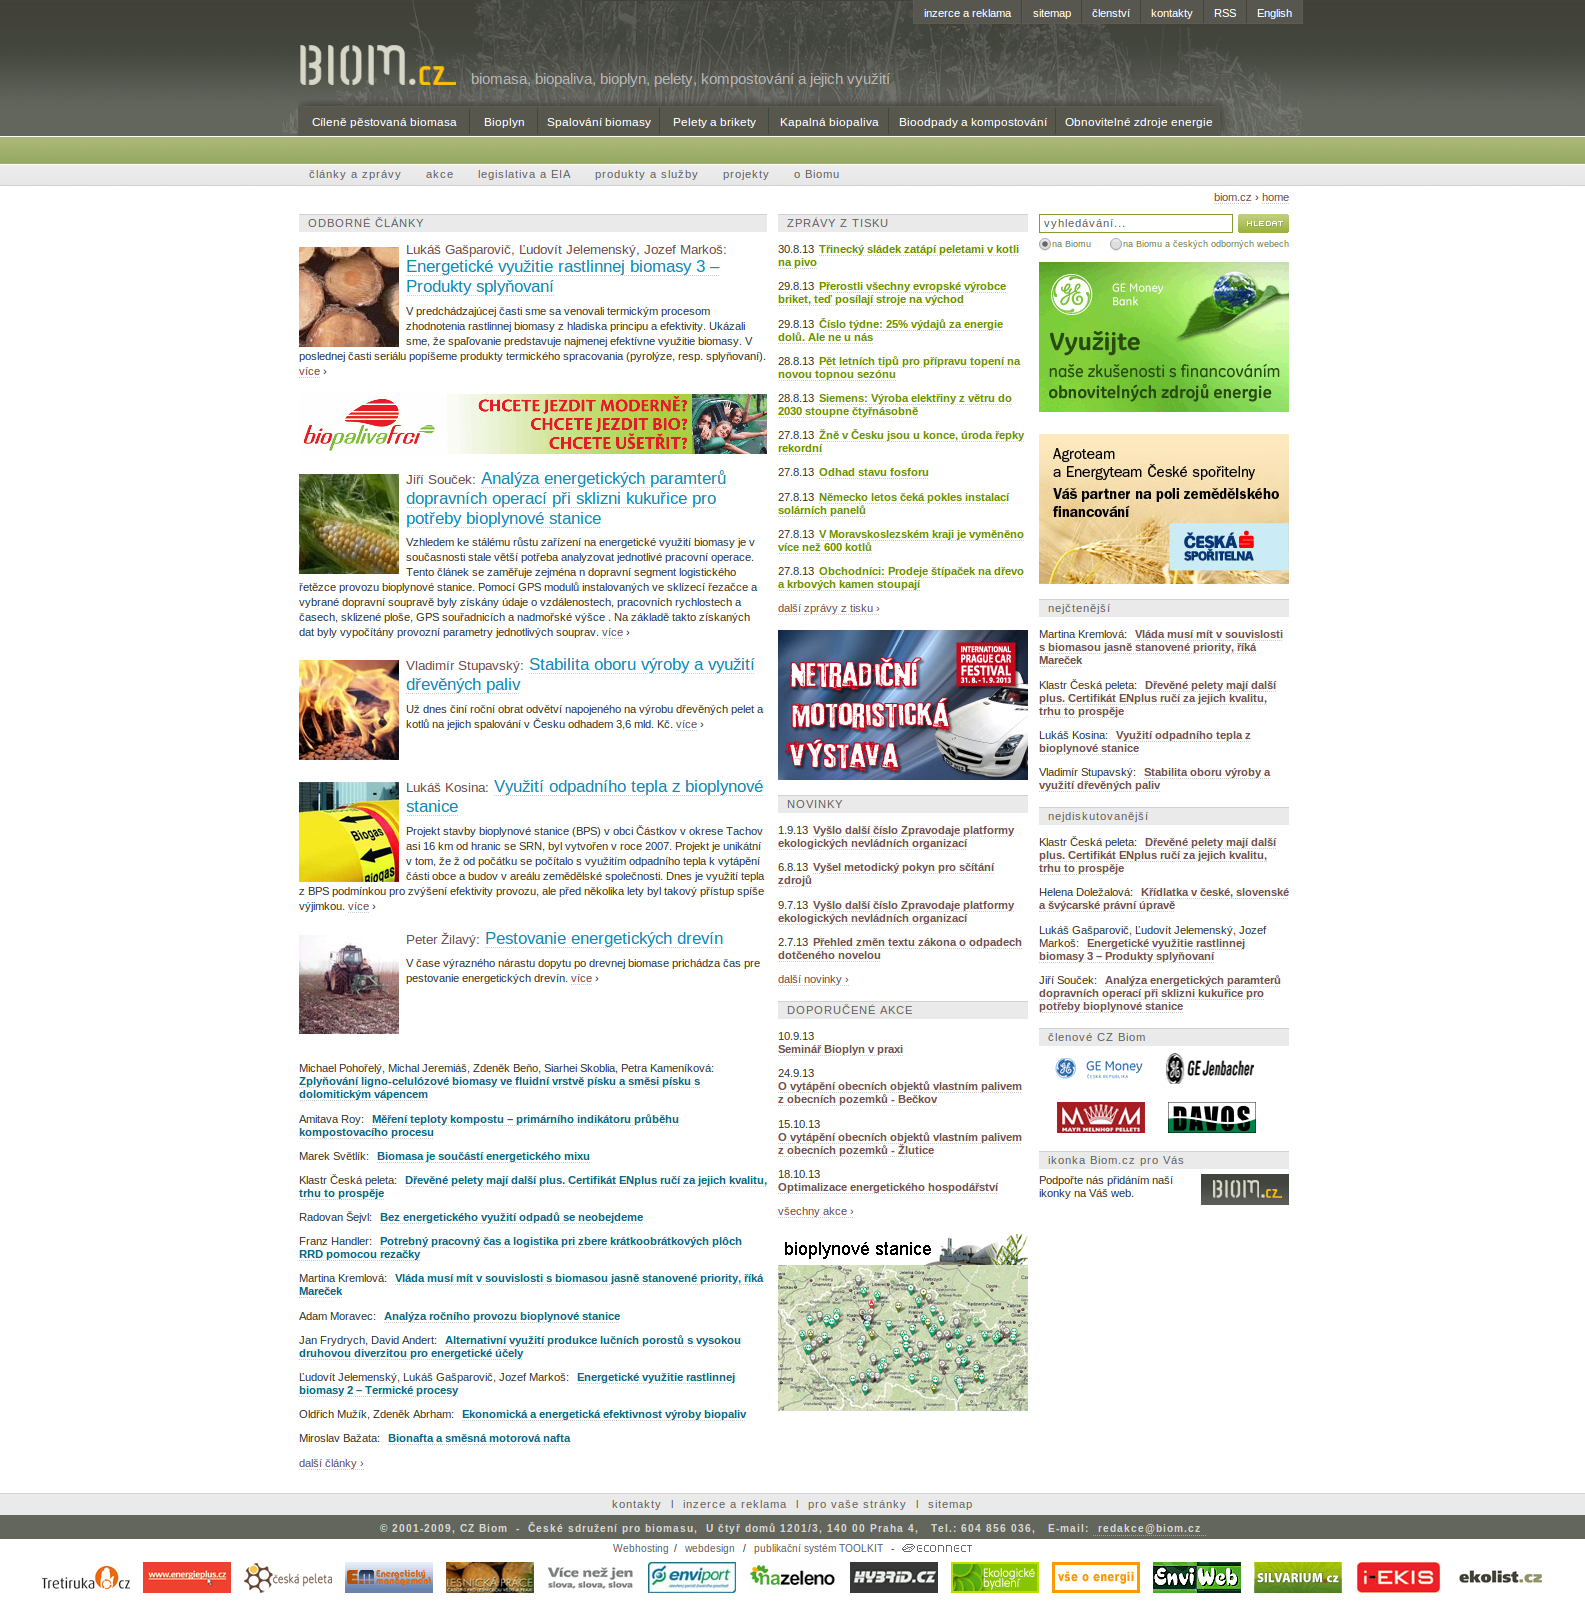 inzerce a reklama
sitemap
členství
kontakty
RSS
English
BIOM.cz
biomasa, biopaliva, bioplyn, pelety, kompostování a jejich využití
Cíleně pěstovaná biomasa
Bioplyn
Spalování biomasy
Pelety a brikety
Kapalná biopaliva
Bioodpady a kompostování
Obnovitelné zdroje energie
články a zprávy
akce
legislativa a EIA
produkty a služby
projekty
o Biomu
biom.cz › home
ODBORNÉ ČLÁNKY
Lukáš Gašparovič, Ľudovít Jelemenský, Jozef Markoš:
Energetické využitie rastlinnej biomasy 3 –
Produkty splyňovaní
V predchádzajúcej časti sme sa venovali termickým procesom
zhodnotenia rastlinnej biomasy z hladiska principu a efektivity. Ukázali
sme, že spaľovanie predstavuje najmenej efektívne využitie biomasy. V
poslednej časti seriálu popíšeme produkty termického spracovania (pyrolýze, resp. splyňovaní).
více ›
biopalivafrci
CHCETE JEZDIT MODERNĚ?
CHCETE JEZDIT BIO?
CHCETE UŠETŘIT?
Jiří Souček: Analýza energetických paramterů
dopravních operací při sklizni kukuřice pro
potřeby bioplynové stanice
Vzhledem ke stálému růstu zařízení na energetické využití biomasy je v
současnosti stale větší potřeba analyzovat jednotlivé pracovní operace.
Tento článek se zaměřuje zejména n dopravní segment logistického
řetězce provozu bioplynové stanice. Pomocí GPS modulů instalovaných ve sklízecí řezačce a
vybrané dopravní soupravě byly získány údaje o vzdálenostech, pracovních rychlostech a
časech, sklizené ploše, GPS souřadnicích a nadmořské výšce . Na základě takto získaných
dat byly vypočítány provozní parametry jednotlivých souprav. více ›
Vladimír Stupavský: Stabilita oboru výroby a využití
dřevěných paliv
Už dnes činí roční obrat odvětví napojeného na výrobu dřevěných pelet a
kotlů na jejich spalování v Česku odhadem 3,6 mld. Kč. více ›
Biogas
Biogas
Lukáš Kosina: Využití odpadního tepla z bioplynové
stanice
Projekt stavby bioplynové stanice (BPS) v obci Částkov v okrese Tachov
asi 16 km od hranic se SRN, byl vytvořen v roce 2007. Projekt je unikátní
v tom, že ž od počátku se počítalo s využitím odpadního tepla k vytápění
části obce a budov v areálu zemědělské společnosti. Dnes je využití tepla
z BPS podmínkou pro zvýšení efektivity provozu, ale před několika lety byl takový přístup spíše
výjimkou. více ›
Peter Žilavý: Pestovanie energetických drevín
V čase výrazného nárastu dopytu po drevnej biomase prichádza čas pre
pestovanie energetických drevín. více ›
Michael Pohořelý, Michal Jeremiáš, Zdeněk Beňo, Siarhei Skoblia, Petra Kameníková:
Zplyňování ligno-celulózové biomasy ve fluidní vrstvě písku a směsi písku s
dolomitickým vápencem
Amitava Roy: Měření teploty kompostu – primárního indikátoru průběhu
kompostovacího procesu
Marek Světlík: Biomasa je součástí energetického mixu
Klastr Česká peleta: Dřevěné pelety mají další plus. Certifikát ENplus ručí za jejich kvalitu,
trhu to prospěje
Radovan Šejvl: Bez energetického využití odpadů se neobejdeme
Franz Handler: Potrebný pracovný čas a logistika pri zbere krátkoobrátkových plôch
RRD pomocou rezačky
Martina Kremlová: Vláda musí mít v souvislosti s biomasou jasně stanovené priority, říká
Mareček
Adam Moravec: Analýza ročního provozu bioplynové stanice
Jan Frydrych, David Andert: Alternativní využití produkce lučních porostů s vysokou
druhovou diverzitou pro energetické účely
Ľudovít Jelemenský, Lukáš Gašparovič, Jozef Markoš: Energetické využitie rastlinnej
biomasy 2 – Termické procesy
Oldřich Mužík, Zdeněk Abrham: Ekonomická a energetická efektivnost výroby biopaliv
Miroslav Bažata: Bionafta a směsná motorová nafta
další články ›
ZPRÁVY Z TISKU
30.8.13 Třinecký sládek zatápí peletami v kotli
na pivo
29.8.13 Přerostli všechny evropské výrobce
briket, teď posílají stroje na východ
29.8.13 Číslo týdne: 25% výdajů za energie
dolů. Ale ne u nás
28.8.13 Pět letních tipů pro přípravu topení na
novou topnou sezónu
28.8.13 Siemens: Výroba elektřiny z větru do
2030 stoupne čtyřnásobně
27.8.13 Žně v Česku jsou u konce, úroda řepky
rekordní
27.8.13 Odhad stavu fosforu
27.8.13 Německo letos čeká pokles instalací
solárních panelů
27.8.13 V Moravskoslezském kraji je vyměněno
více než 600 kotlů
27.8.13 Obchodníci: Prodeje štípaček na dřevo
a krbových kamen stoupají
další zprávy z tisku ›
NETRADIČNÍ
MOTORISTICKÁ
VÝSTAVA
INTERNATIONAL
PRAGUE CAR
FESTIVAL
31.8. - 1.9.2013
NOVINKY
1.9.13 Vyšlo další číslo Zpravodaje platformy
ekologických nevládních organizací
6.8.13 Vyšel metodický pokyn pro sčítání
zdrojů
9.7.13 Vyšlo další číslo Zpravodaje platformy
ekologických nevládních organizací
2.7.13 Přehled změn textu zákona o odpadech
dotčeného novelou
další novinky ›
DOPORUČENÉ AKCE
10.9.13
Seminář Bioplyn v praxi
24.9.13
O vytápění obecních objektů vlastním palivem
z obecních pozemků - Bečkov
15.10.13
O vytápění obecních objektů vlastním palivem
z obecních pozemků - Žlutice
18.10.13
Optimalizace energetického hospodářství
všechny akce ›
bioplynové stanice
vyhledávání...
HLEDAT
na Biomu
na Biomu a českých odborných webech
GE Money
Bank
Využijte
naše zkušenosti s financováním
obnovitelných zdrojů energie
Agroteam
a Energyteam České spořitelny
Váš partner na poli zemědělského
financování
ČESKÁ
SPOŘITELNA
nejčtenější
Martina Kremlová: Vláda musí mít v souvislosti
s biomasou jasně stanovené priority, říká
Mareček
Klastr Česká peleta: Dřevěné pelety mají další
plus. Certifikát ENplus ručí za jejich kvalitu,
trhu to prospěje
Lukáš Kosina: Využití odpadního tepla z
bioplynové stanice
Vladimír Stupavský: Stabilita oboru výroby a
využití dřevěných paliv
nejdiskutovanější
Klastr Česká peleta: Dřevěné pelety mají další
plus. Certifikát ENplus ručí za jejich kvalitu,
trhu to prospěje
Helena Doležalová: Křídlatka v české, slovenské
a švýcarské právní úpravě
Lukáš Gašparovič, Ľudovít Jelemenský, Jozef
Markoš: Energetické využitie rastlinnej
biomasy 3 – Produkty splyňovaní
Jiří Souček: Analýza energetických paramterů
dopravních operací při sklizni kukuřice pro
potřeby bioplynové stanice
členové CZ Biom
GE Money
ČESKÁ REPUBLIKA
GE Jenbacher
MAYR MELNHOF PELLETS
DAVOS
ikonka Biom.cz pro Vás
Podpořte nás přidáním naší
ikonky na Váš web.
BIOM.cz
kontakty I inzerce a reklama I pro vaše stránky I sitemap
© 2001-2009, CZ Biom - České sdružení pro biomasu, U čtyř domů 1201/3, 140 00 Praha 4, Tel.: 604 856 036, E-mail: redakce@biom.cz
Webhosting / webdesign / publikační systém TOOLKIT - ECONNECT
Tretiruka.cz
www.energieplus.cz
česká peleta
Energetický
management
LESNICKÁ PRÁCE
Více než jen
slova, slova, slova
enviport
nazeleno
HYBRID.CZ
Ekologické
bydlení
vše o energii
EnviWeb
SILVARIUM cz
i-EKIS
ekolist.cz